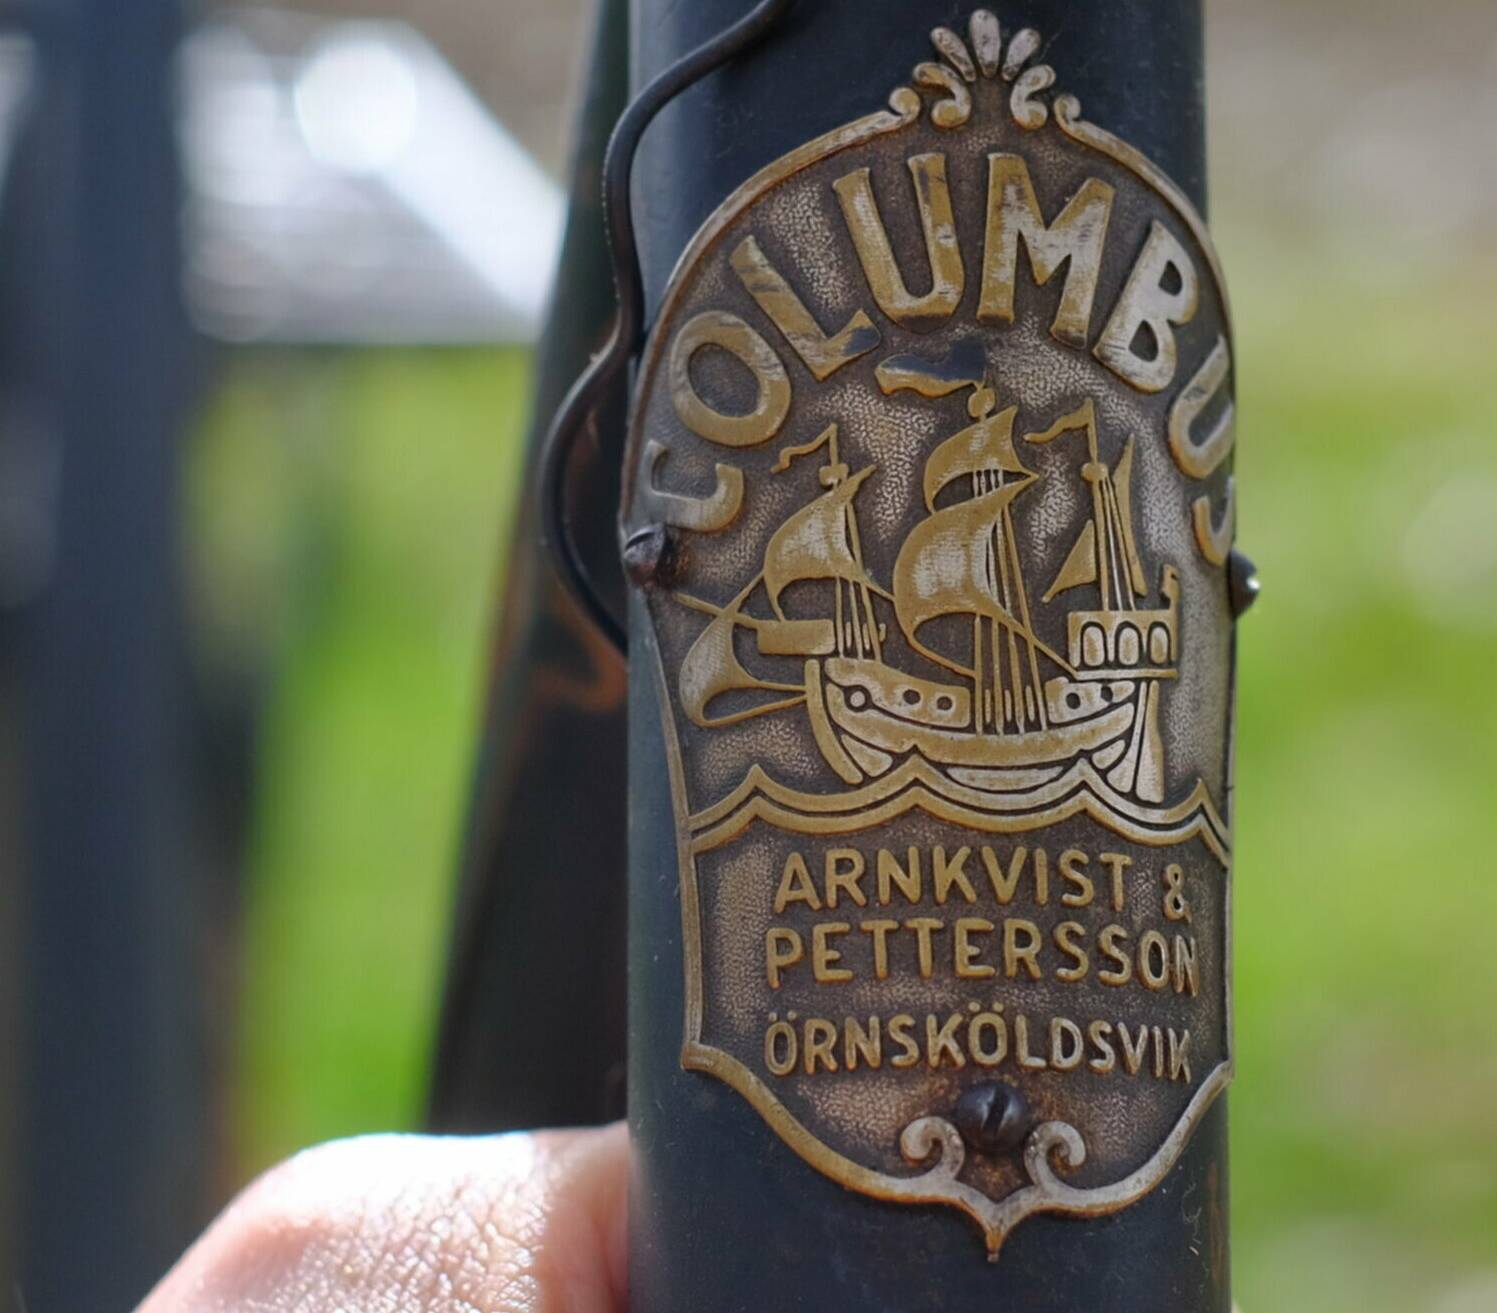 COLUMBUS
ARNKVIST &
PETTERSSON
ÖRNSKÖLDSVIK